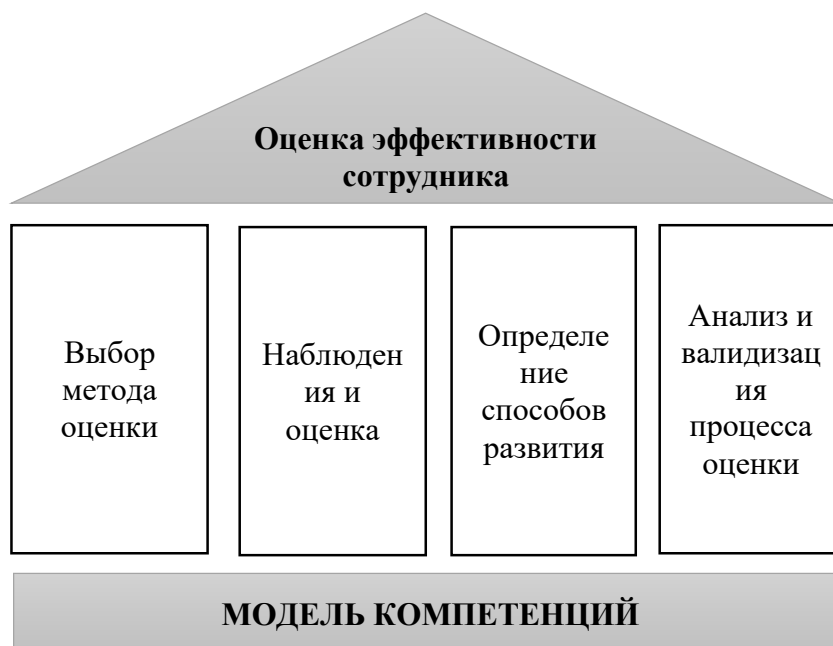 Оценка эффективности
сотрудника
Выбор
метода
оценки
Наблюден
ия и
оценка
Определе
ние
способов
развития
Анализ и
валидизац
ия
процесса
оценки
МОДЕЛЬ КОМПЕТЕНЦИЙ